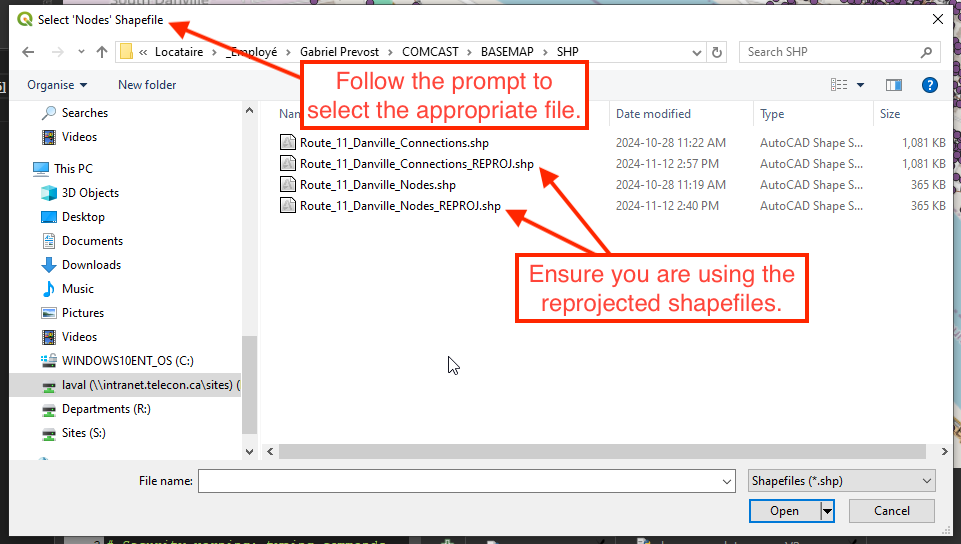 South Danville
Select 'Nodes' Shapefile
« Locataire › _Employé › Gabriel Prevost › COMCAST › BASEMAP › SHP
Search SHP
Organise
New folder
Follow the prompt to
select the appropriate file.
Searches
Videos
This PC
3D Objects
Desktop
Documents
Downloads
Music
Pictures
Videos
WINDOWS10ENT_OS (C:)
laval (\\intranet.telecon.ca\sites) (
Departments (R:)
Sites (S:)
Date modified Type Size
Route_11_Danville_Connections.shp 2024-10-28 11:22 AM AutoCAD Shape S... 1,081 KB
Route_11_Danville_Connections_REPROJ.shp 2024-11-12 2:57 PM AutoCAD Shape S... 1,081 KB
Route_11_Danville_Nodes.shp 2024-10-28 11:19 AM AutoCAD Shape S... 365 KB
Route_11_Danville_Nodes_REPROJ.shp 2024-11-12 2:40 PM AutoCAD Shape S... 365 KB
Ensure you are using the
reprojected shapefiles.
File name:
Shapefiles (*.shp)
Open
Cancel